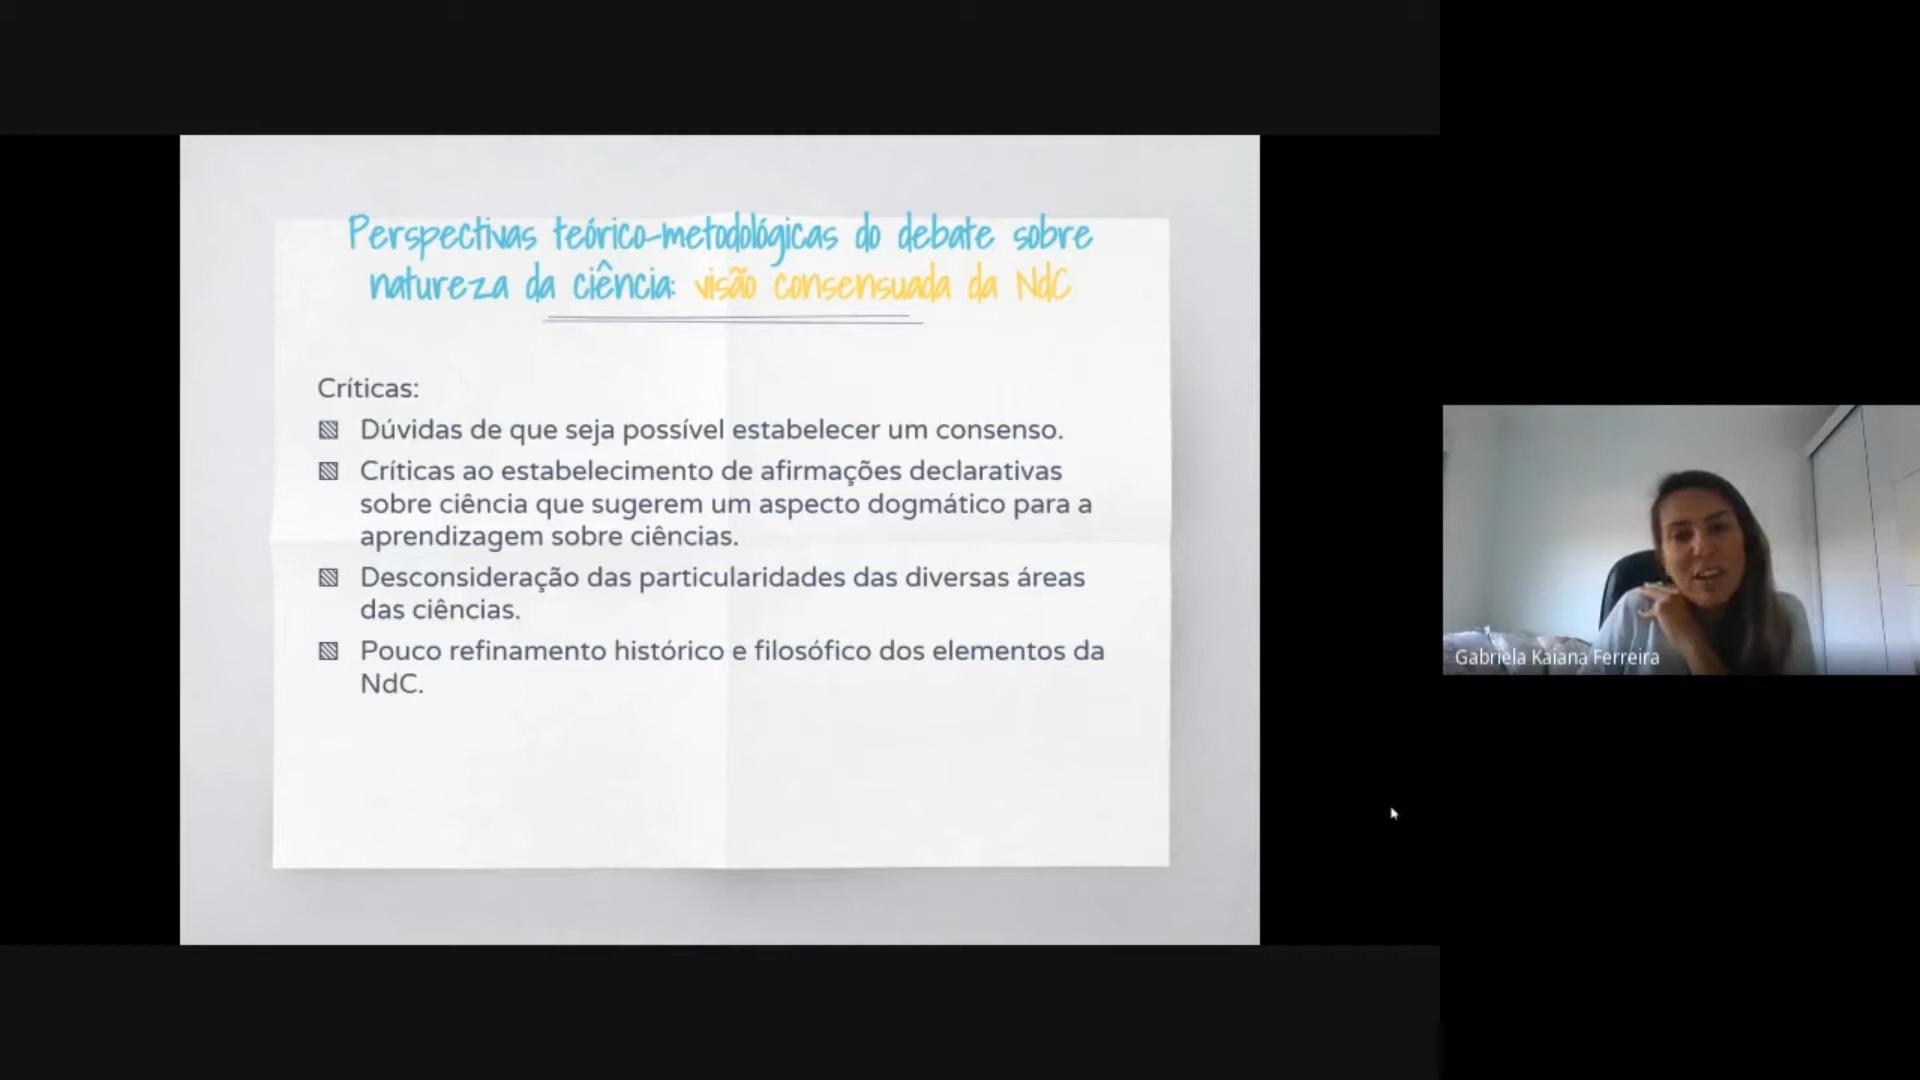 Perspectivas teórico-metodológicas do debate sobre
natureza da ciência: visão consensuada da NdC
Críticas:
Dúvidas de que seja possível estabelecer um consenso.
Críticas ao estabelecimento de afirmações declarativas
sobre ciência que sugerem um aspecto dogmático para a
aprendizagem sobre ciências.
Desconsideração das particularidades das diversas áreas
das ciências.
Pouco refinamento histórico e filosófico dos elementos da
NdC.
Gabriela Kaiana Ferreira